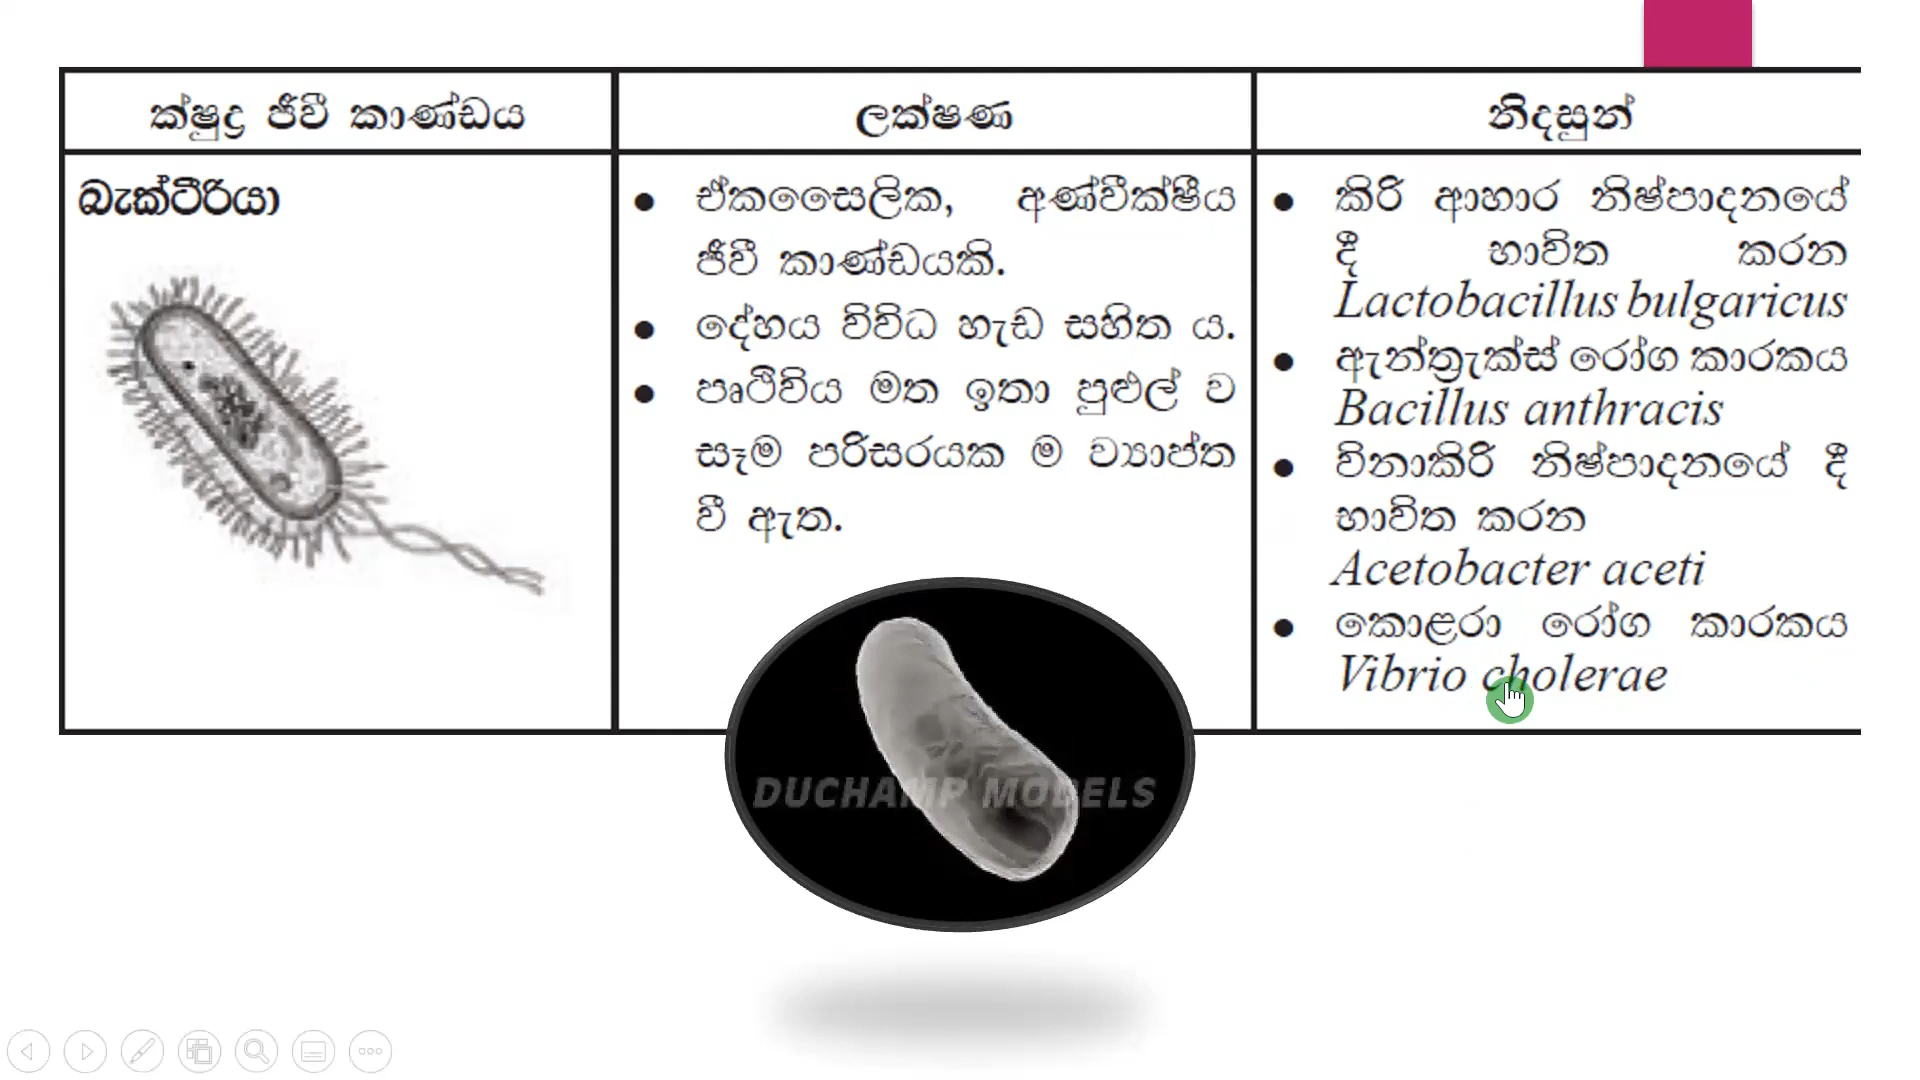 ක්ෂුද්‍ර ජීවී කාණ්ඩය
ලක්ෂණ
නිදසුන්
බැක්ටීරියා
● ඒකසෛලික, අණ්වීක්ෂීය
ජීවී කාණ්ඩයකි.
● දේහය විවිධ හැඩ සහිත ය.
● පෘථිවිය මත ඉතා පුළුල් ව
සෑම පරිසරයක ම ව්‍යාප්ත
වී ඇත.
● කිරි ආහාර නිෂ්පාදනයේ
දී භාවිත කරන
Lactobacillus bulgaricus
● ඇන්ත්‍රැක්ස් රෝග කාරකය
Bacillus anthracis
● විනාකිරි නිෂ්පාදනයේ දී
භාවිත කරන
Acetobacter aceti
● කොළරා රෝග කාරකය
Vibrio cholerae
DUCHAMP MODELS